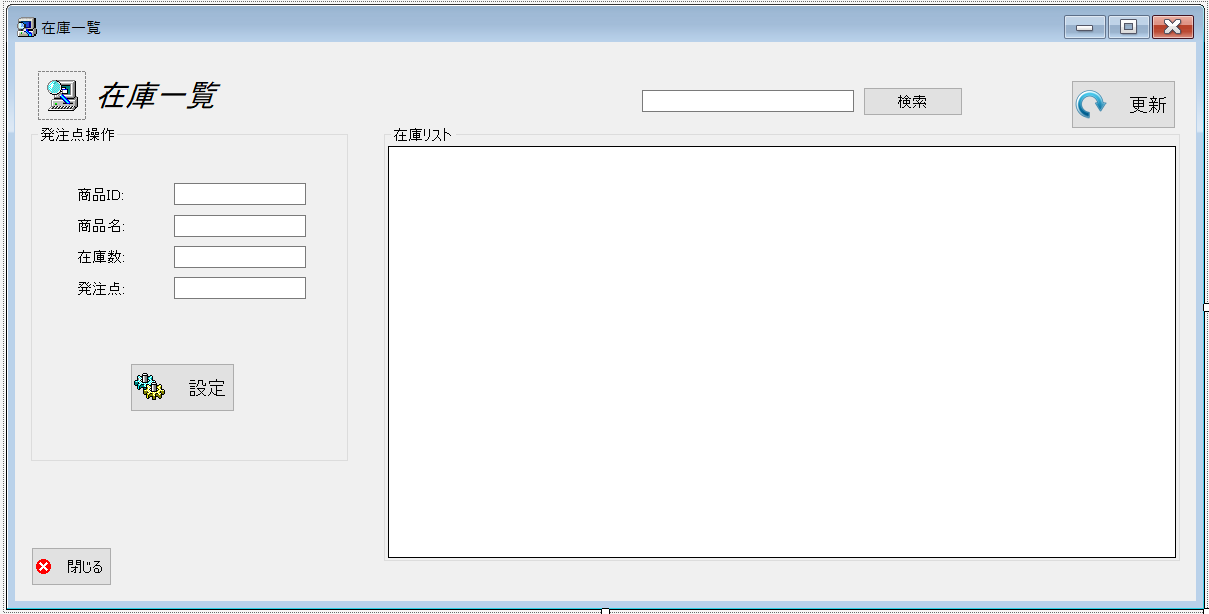 在庫一覧
在庫一覧
検索
更新
発注点操作
在庫リスト
商品ID:
商品名:
在庫数:
発注点:
設定
閉じる